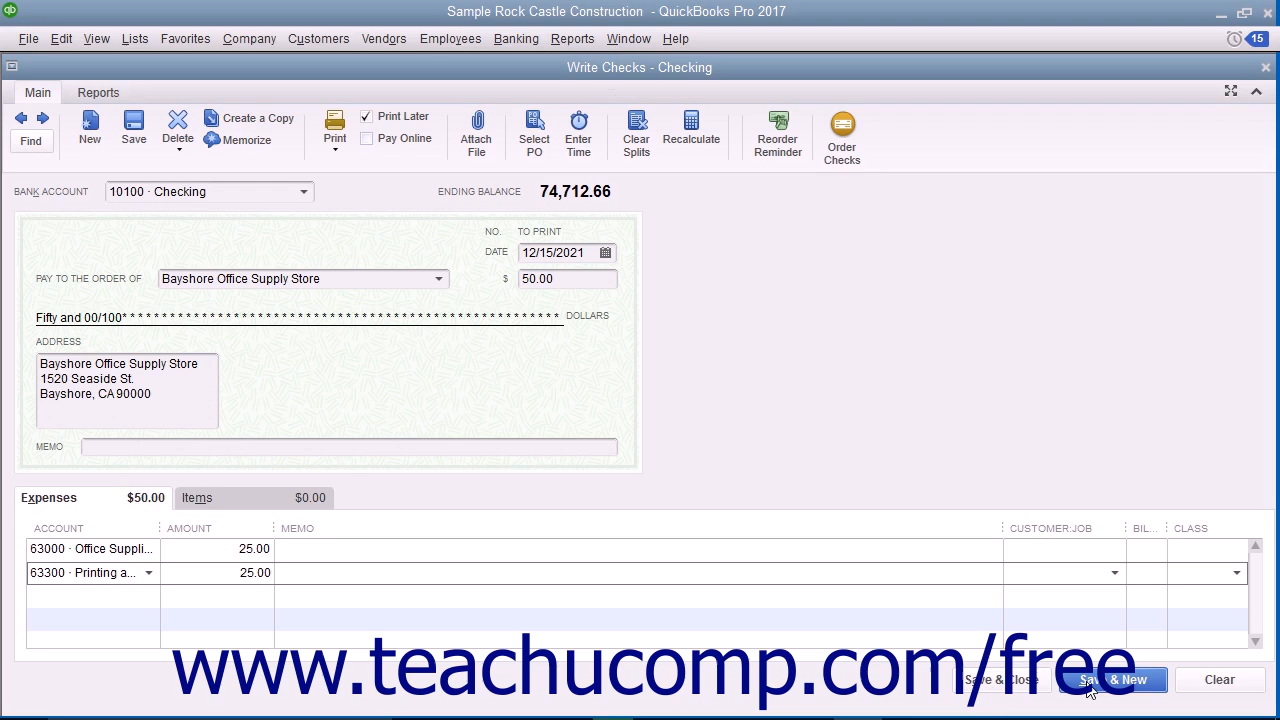 qb Sample Rock Castle Construction - QuickBooks Pro 2017
File Edit View Lists Favorites Company Customers Vendors Employees Banking Reports Window Help 15
Write Checks - Checking
Main Reports
Find New Save Delete Create a Copy Memorize Print Print Later Pay Online Attach File Select PO Enter Time Clear Splits Recalculate Reorder Reminder Order Checks
BANK ACCOUNT 10100 · Checking ENDING BALANCE 74,712.66
NO. TO PRINT
DATE 12/15/2021
PAY TO THE ORDER OF Bayshore Office Supply Store $ 50.00
Fifty and 00/100* * * * * * * * * * * * * * * * * * * * * * * * * * * * * * * * * * * * * * * * * * * * * * * * * * * * * * DOLLARS
ADDRESS
Bayshore Office Supply Store
1520 Seaside St.
Bayshore, CA 90000
MEMO
Expenses $50.00 Items $0.00
ACCOUNT AMOUNT MEMO CUSTOMER:JOB BIL... CLASS
63000 · Office Suppli... 25.00
63300 · Printing a... 25.00
www.teachucomp.com/free
Save & Close Save & New Clear